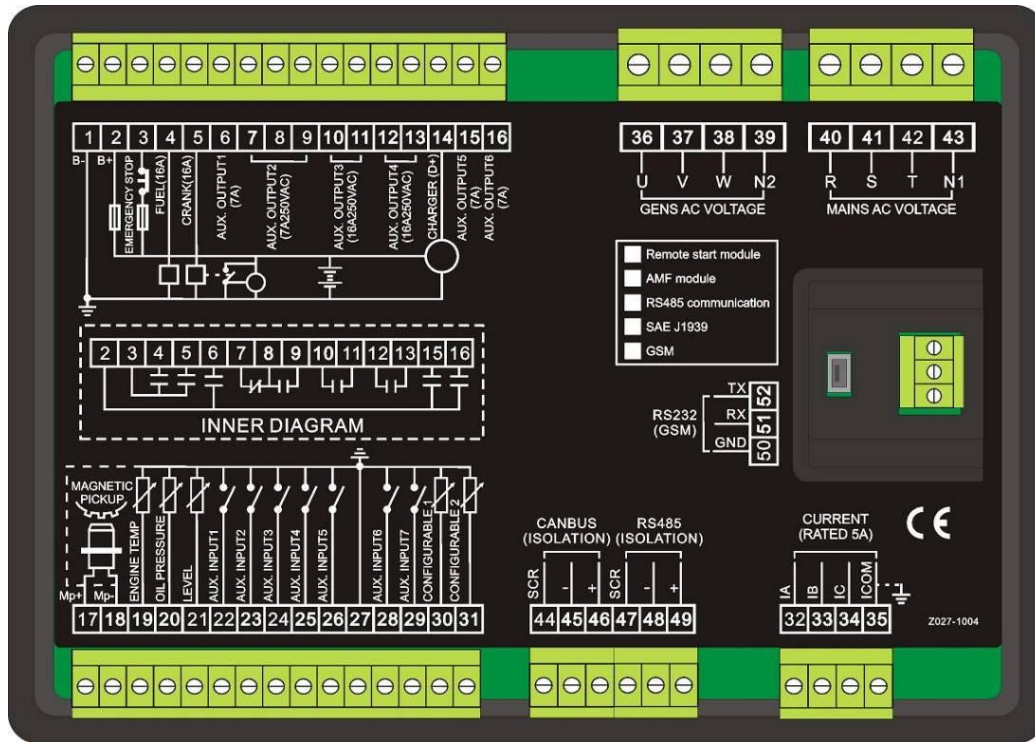 1 2 3 4 5 6 7 8 9 10 11 12 13 14 15 16
B-
B+
EMERGENCY STOP
FUEL(16A)
CRANK(16A)
AUX. OUTPUT1
(7A)
AUX. OUTPUT2
(7A250VAC)
AUX. OUTPUT3
(16A250VAC)
AUX. OUTPUT4
(16A250VAC)
CHARGER (D+)
AUX. OUTPUT5
(7A)
AUX. OUTPUT6
(7A)
36 37 38 39
U V W N2
GENS AC VOLTAGE
40 41 42 43
R S T N1
MAINS AC VOLTAGE
Remote start module
AMF module
RS485 communication
SAE J1939
GSM
2 3 4 5 6 7 8 9 10 11 12 13 15 16
INNER DIAGRAM
TX 52
RX 51
GND 50
RS232
(GSM)
MAGNETIC
PICKUP
Mp+ Mp-
ENGINE TEMP
OIL PRESSURE
LEVEL
AUX. INPUT1
AUX. INPUT2
AUX. INPUT3
AUX. INPUT4
AUX. INPUT5
AUX. INPUT6
AUX. INPUT7
CONFIGURABLE 1
CONFIGURABLE 2
17 18 19 20 21 22 23 24 25 26 27 28 29 30 31
CANBUS
(ISOLATION)
SCR - +
RS485
(ISOLATION)
SCR - +
44 45 46 47 48 49
CURRENT
(RATED 5A)
IA IB IC ICOM
32 33 34 35
CE
Z027-1004